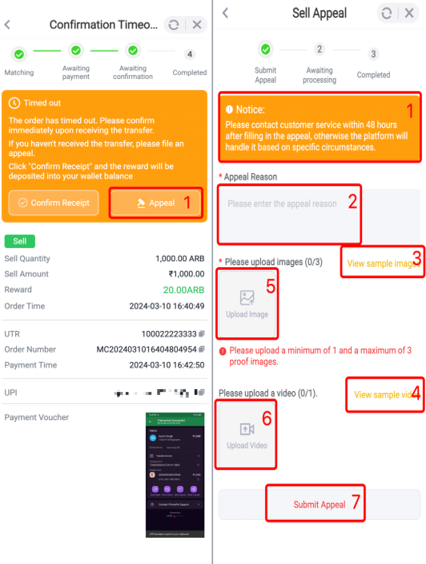 Confirmation Timeo...
Matching
Awaiting payment
Awaiting confirmation
4
Completed
Timed out
The order has timed out. Please confirm
immediately upon receiving the transfer.
If you haven't received the transfer, please file an
appeal.
Click "Confirm Receipt" and the reward will be
deposited into your wallet balance
Confirm Receipt
Appeal
1
Sell
Sell Quantity 1,000.00 ARB
Sell Amount ₹1,000.00
Reward 20.00ARB
Order Time 2024-03-10 16:40:49
UTR 100022223333
Order Number MC2024031016404804954
Payment Time 2024-03-10 16:42:50
UPI
Payment Voucher
Sell Appeal
Submit Appeal
2
Awaiting processing
3
Completed
Notice:
1
Please contact customer service within 48 hours
after filling in the appeal, otherwise the platform will
handle it based on specific circumstances.
* Appeal Reason
Please enter the appeal reason
2
* Please upload images (0/3)
View sample images
3
Upload Image
5
Please upload a minimum of 1 and a maximum of 3
proof images.
Please upload a video (0/1).
View sample video
4
Upload Video
6
Submit Appeal
7